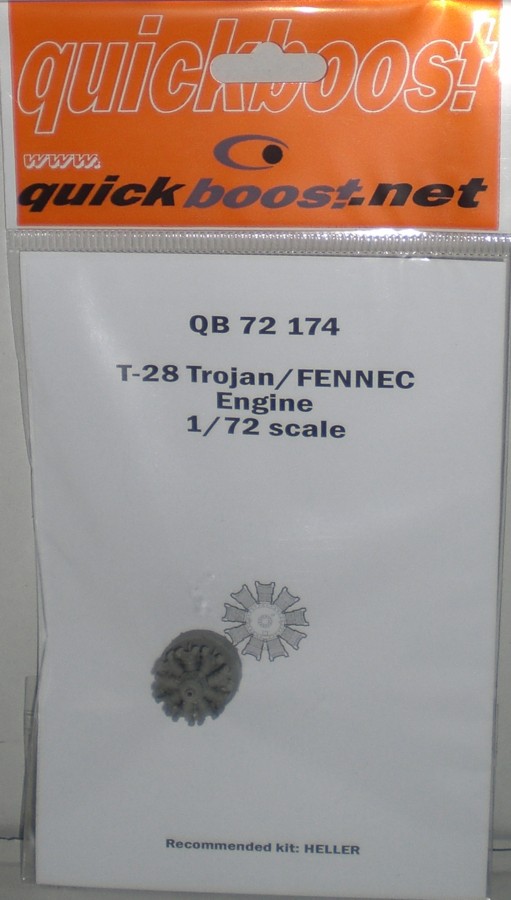 quickboost
www.
quickboost.net
QB 72 174
T-28 Trojan/FENNEC
Engine
1/72 scale
Recommended kit: HELLER